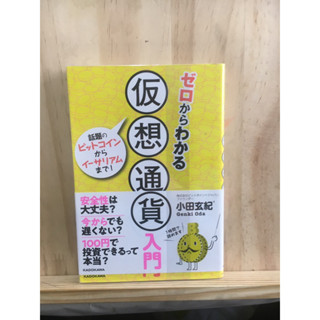 ゼロからわかる
仮想通貨
入門
話題の
ビットコイン
から
イーサリアム
まで!
安全性は
大丈夫?
今からでも
遅くない?
100円で
投資できるって
本当?
小田玄紀
Genki Oda
KADOKAWA
KADOKAWA